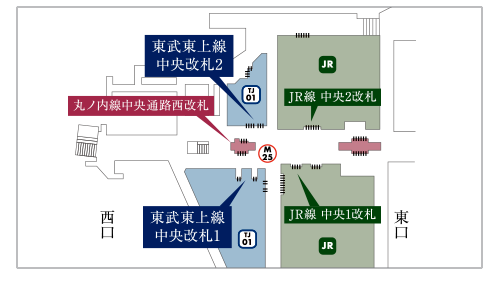 東武東上線
中央改札2
JR
TJ
01
JR線 中央2改札
丸ノ内線中央通路西改札
M
25
西口
東武東上線
中央改札1
TJ
01
JR線 中央1改札
JR
東口